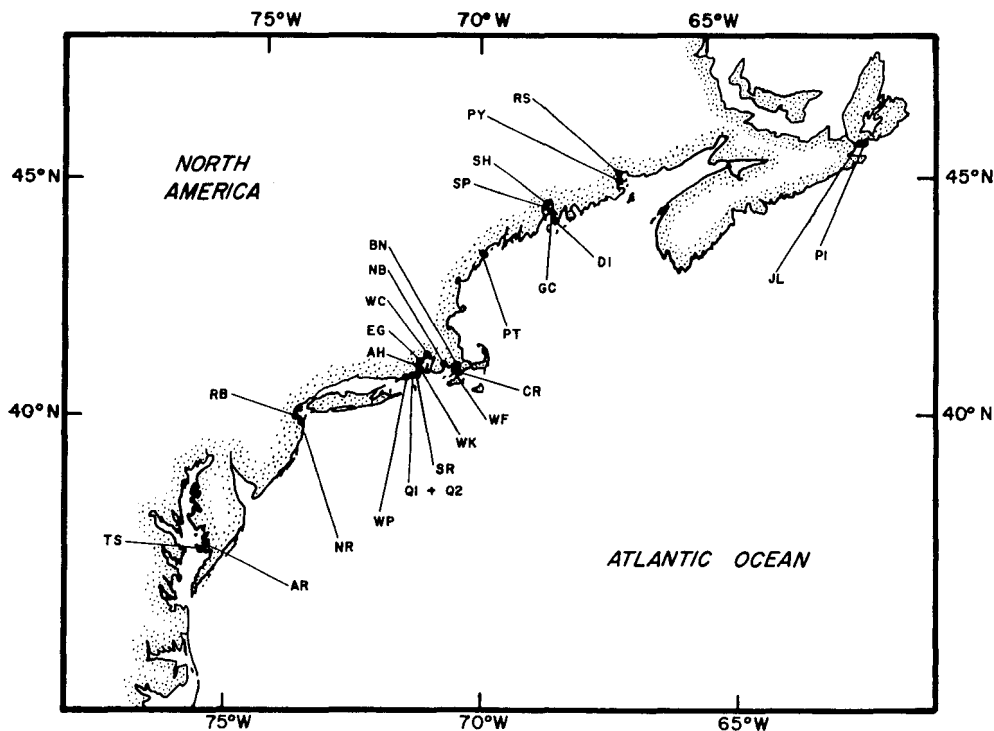 75°W 70°W 65°W
RS
PY
NORTH
AMERICA
SH
45°N 45°N
SP
BN
DI
PI
NB
JL
GC
WC
PT
EG
AH
RB
CR
40°N 40°N
WF
WK
SR
Q1 + Q2
WP
TS
NR
ATLANTIC OCEAN
AR
75°W 70°W 65°W